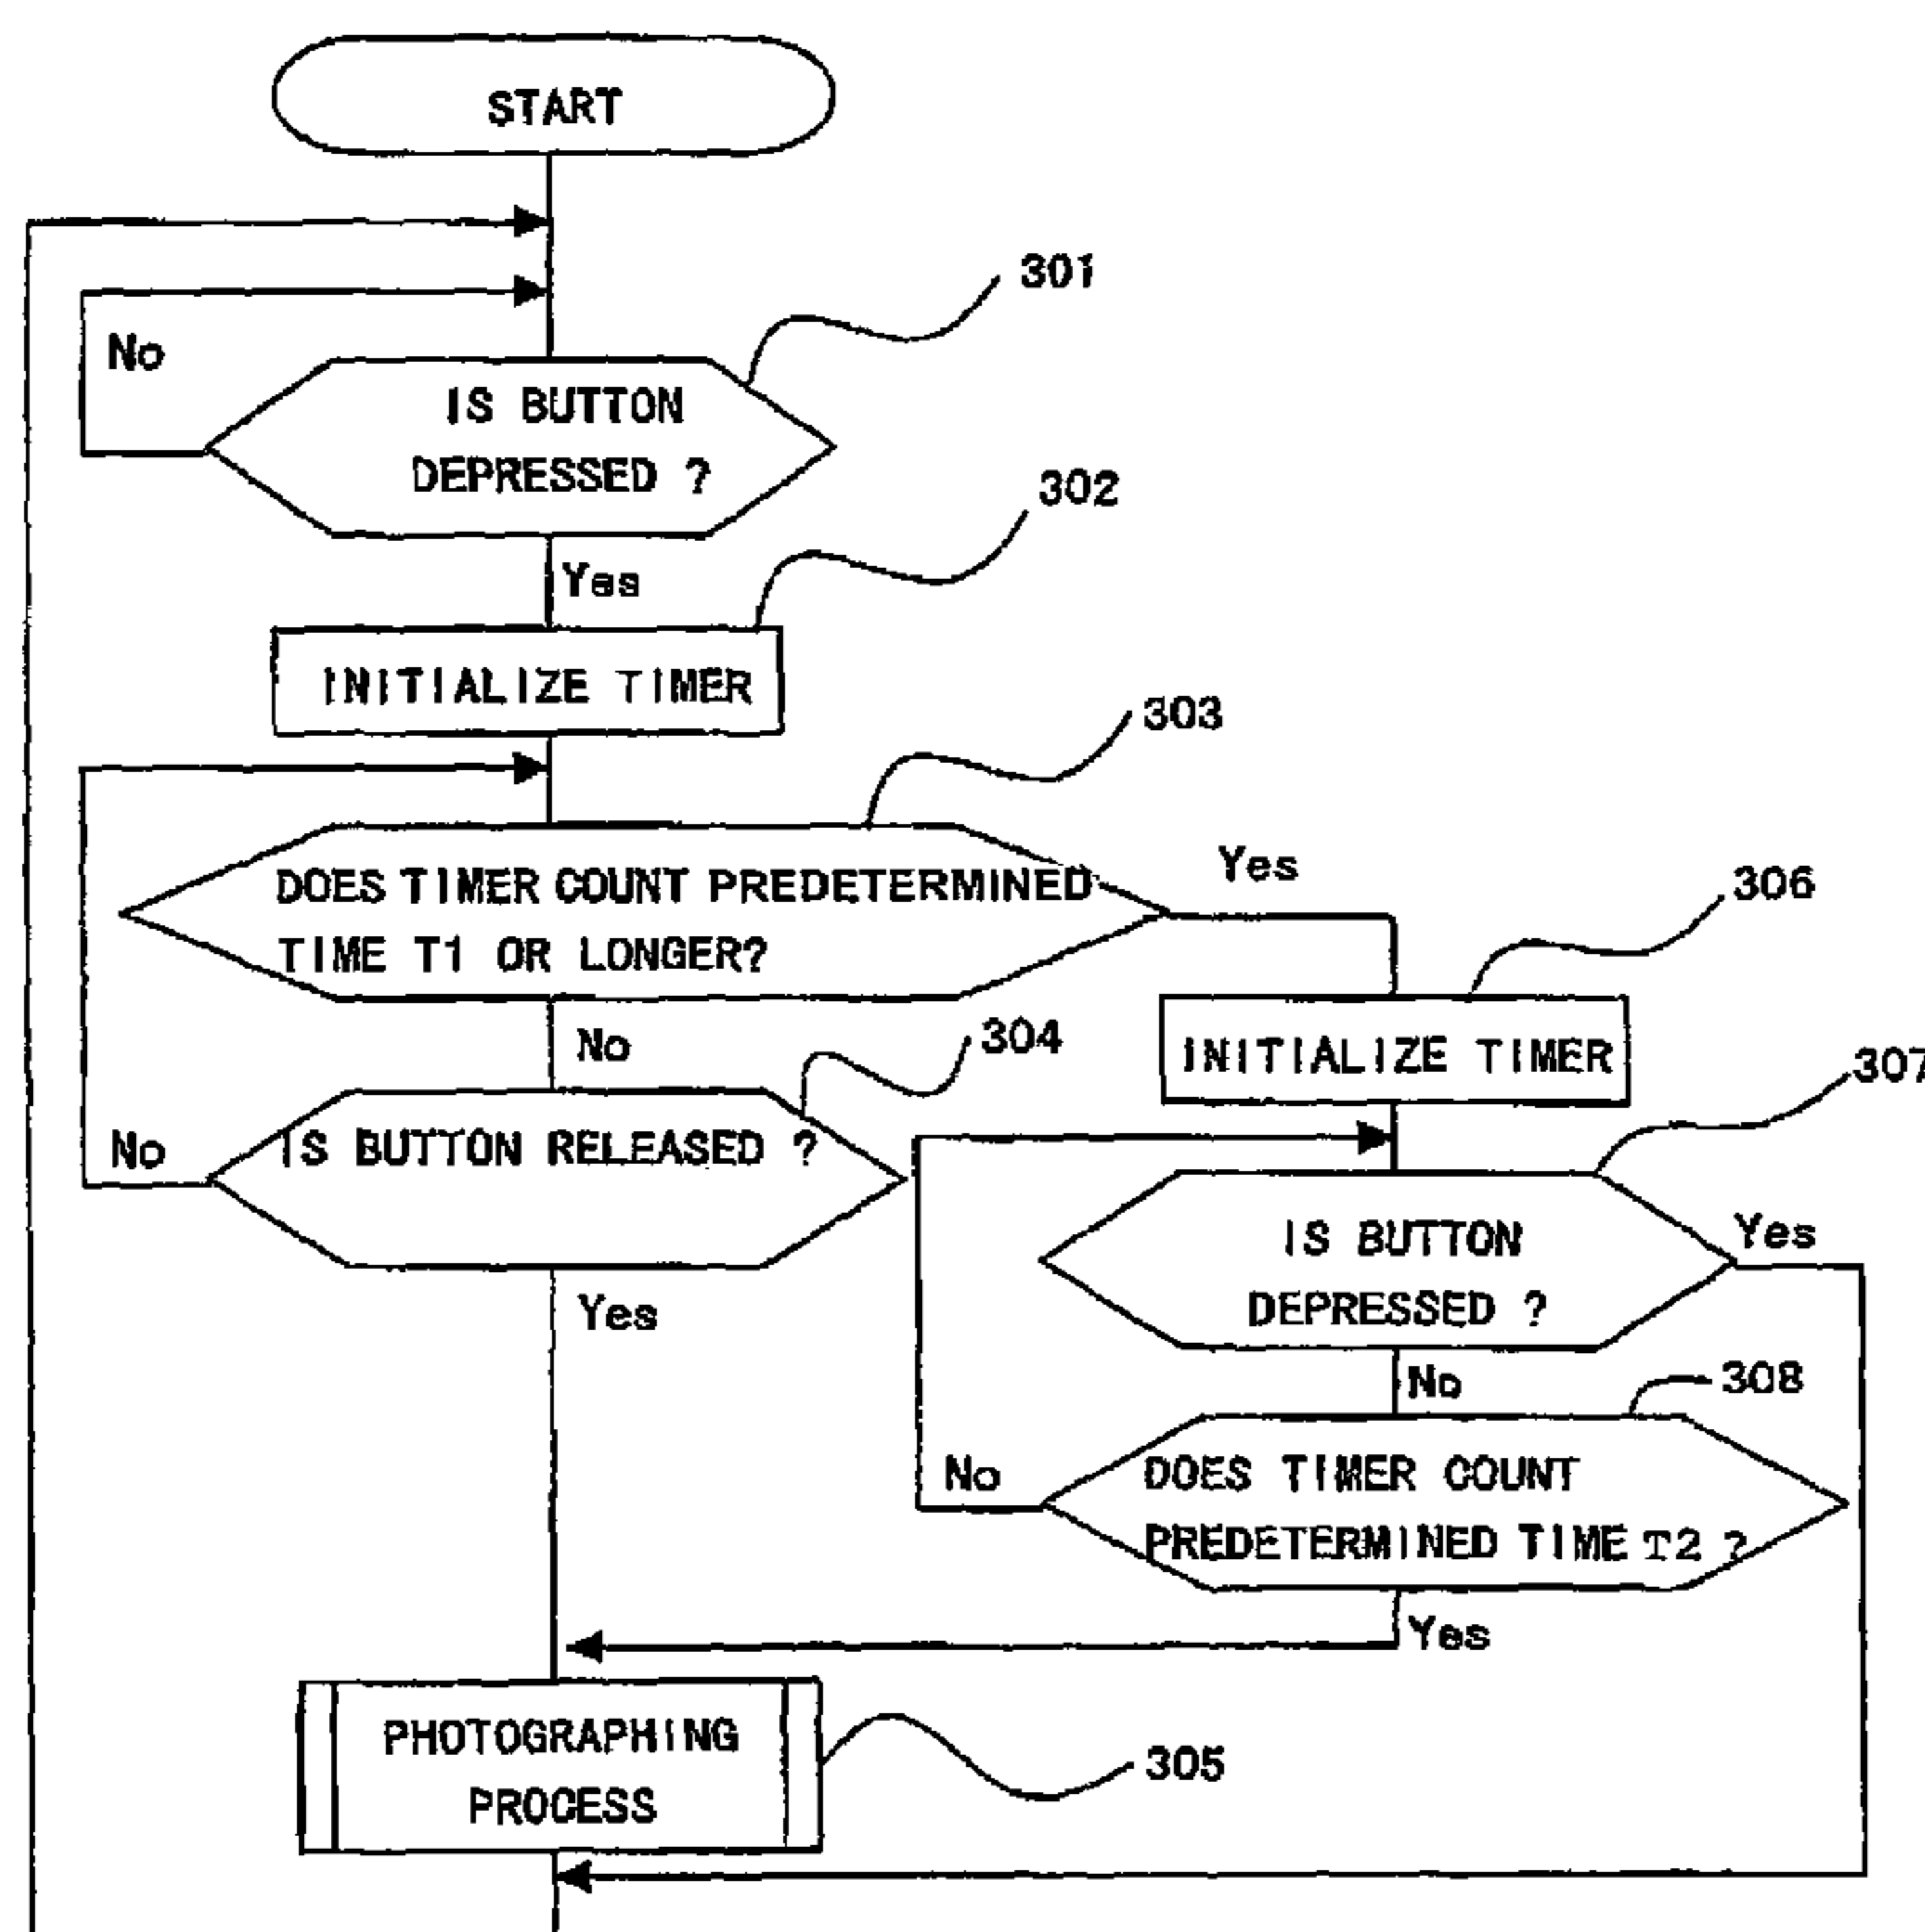 START
301
No
IS BUTTON
DEPRESSED ?
302
Yes
INITIALIZE TIMER
303
DOES TIMER COUNT PREDETERMINED
TIME T1 OR LONGER?
Yes
306
No
304
INITIALIZE TIMER
307
No
IS BUTTON RELEASED ?
Yes
IS BUTTON
DEPRESSED ?
Yes
No
308
No
DOES TIMER COUNT
PREDETERMINED TIME T2 ?
Yes
PHOTOGRAPHING
PROCESS
305